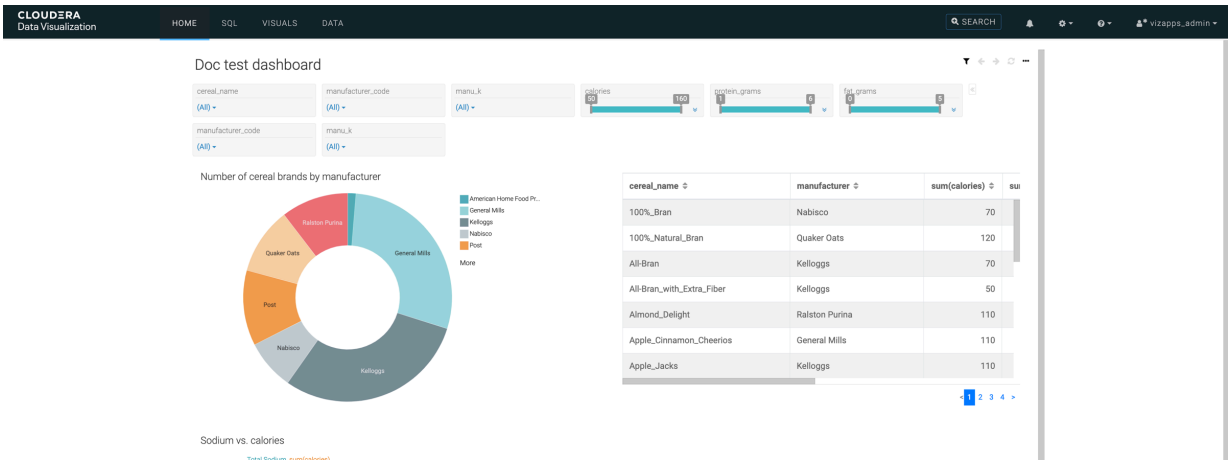 CLOUDERA
Data Visualization
HOME SQL VISUALS DATA
SEARCH
vizapps_admin
Doc test dashboard
cereal_name
(All)
manufacturer_code
(All)
manu_k
(All)
calories
50 160
protein_grams
1 6
fat_grams
0 5
manufacturer_code
(All)
manu_k
(All)
Number of cereal brands by manufacturer
Ralston Purina
General Mills
Quaker Oats
Post
Nabisco
Kelloggs
American Home Food Pr...
General Mills
Kelloggs
Nabisco
Post
More
cereal_name manufacturer sum(calories) su
100%_Bran Nabisco 70
100%_Natural_Bran Quaker Oats 120
All-Bran Kelloggs 70
All-Bran_with_Extra_Fiber Kelloggs 50
Almond_Delight Ralston Purina 110
Apple_Cinnamon_Cheerios General Mills 110
Apple_Jacks Kelloggs 110
< 1 2 3 4 >
Sodium vs. calories
Total Sodium, sum(calories)